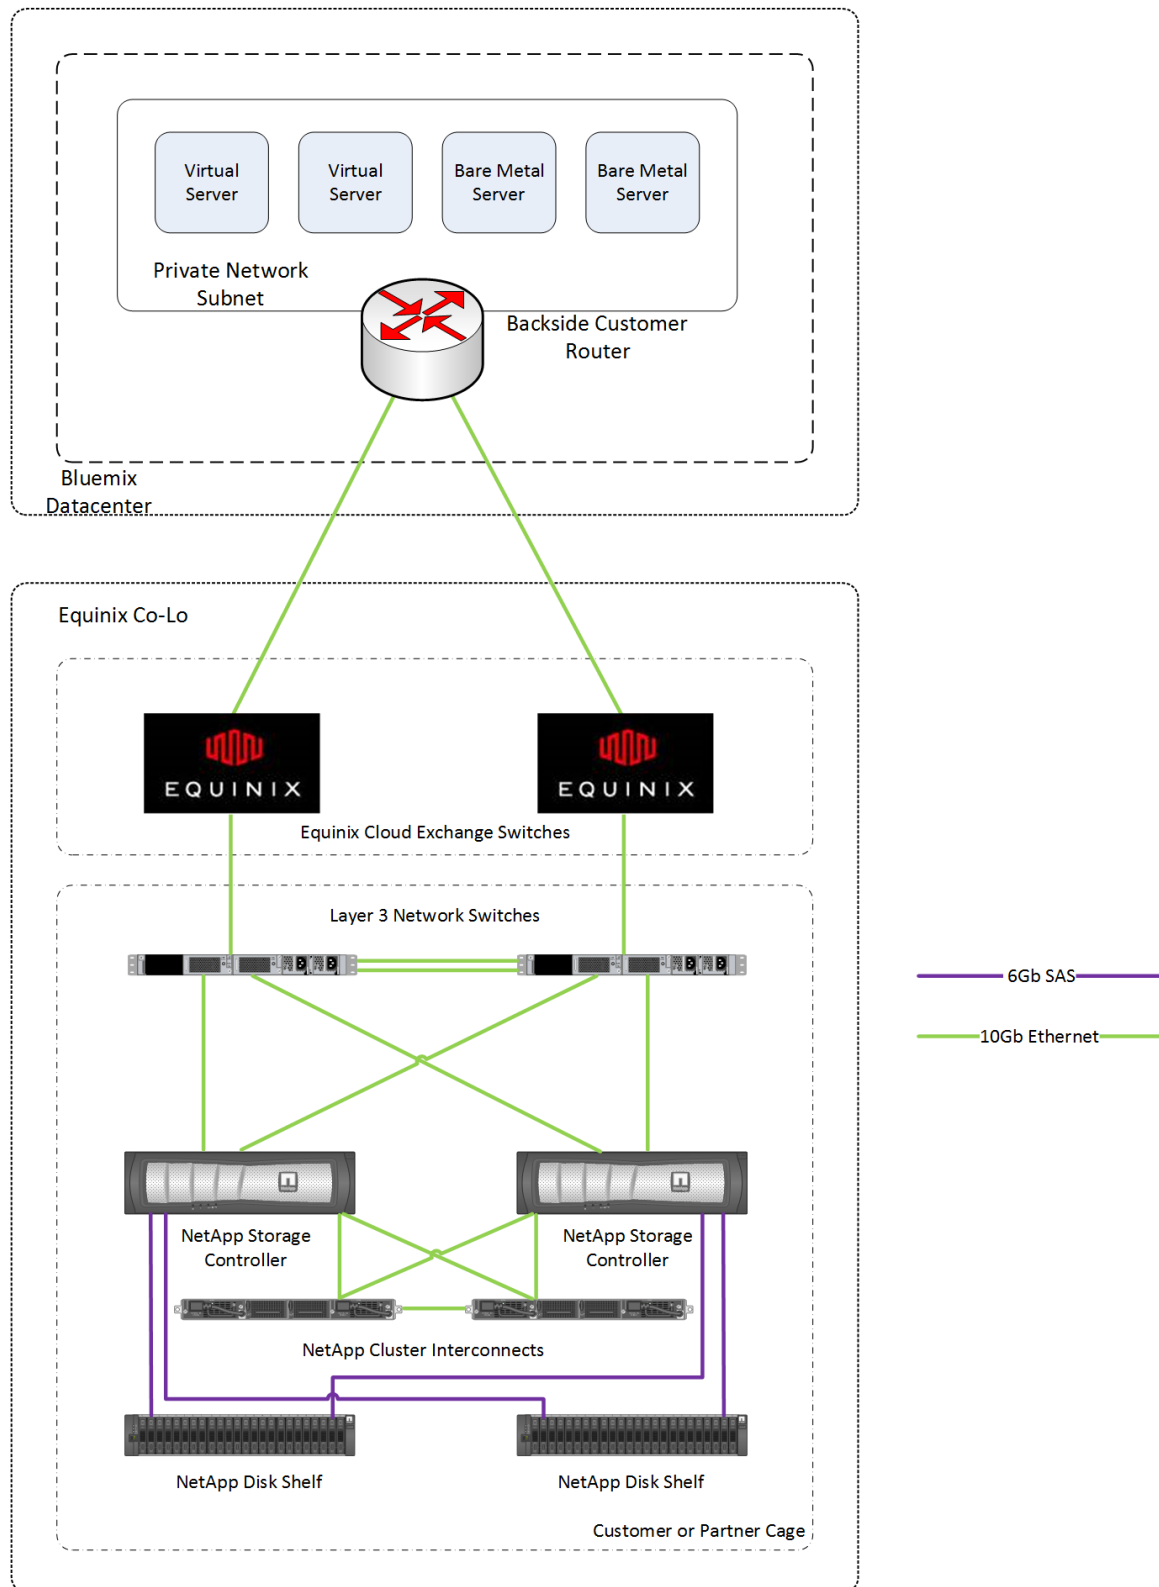 Virtual
Server
Virtual
Server
Bare Metal
Server
Bare Metal
Server
Private Network
Subnet
Backside Customer
Router
Bluemix
Datacenter
Equinix Co-Lo
EQUINIX
EQUINIX
Equinix Cloud Exchange Switches
Layer 3 Network Switches
6Gb SAS
10Gb Ethernet
NetApp Storage
Controller
NetApp Storage
Controller
NetApp Cluster Interconnects
NetApp Disk Shelf
NetApp Disk Shelf
Customer or Partner Cage